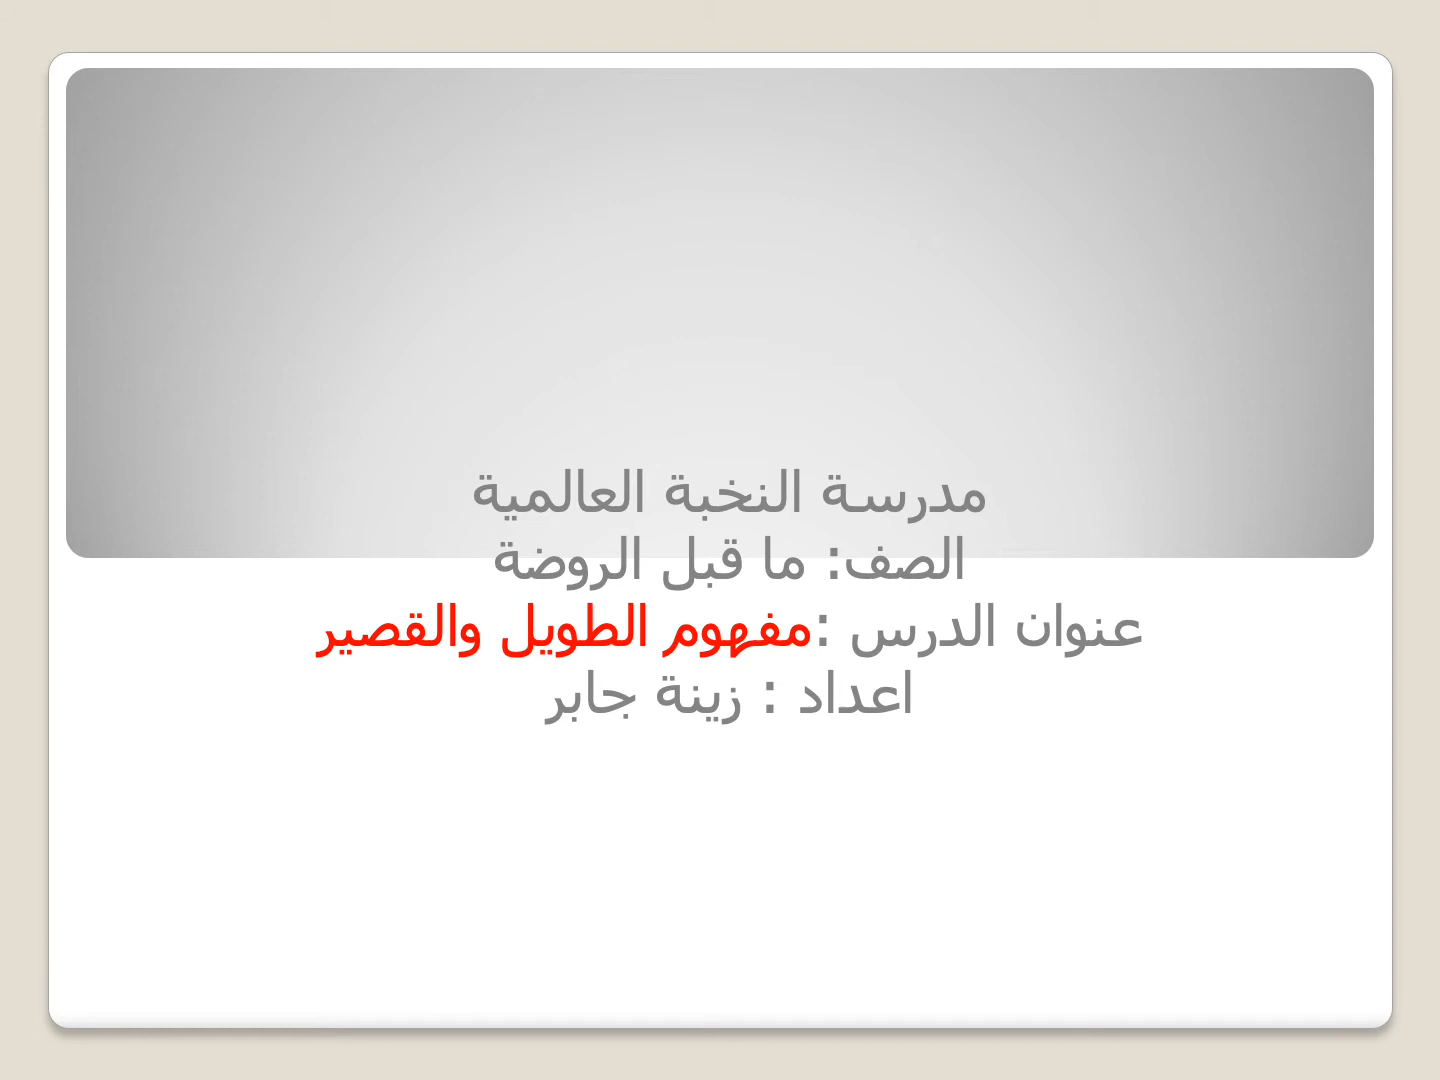 مدرسة النخبة العالمية
الصف: ما قبل الروضة
عنوان الدرس :مفهوم الطويل والقصير
اعداد : زينة جابر